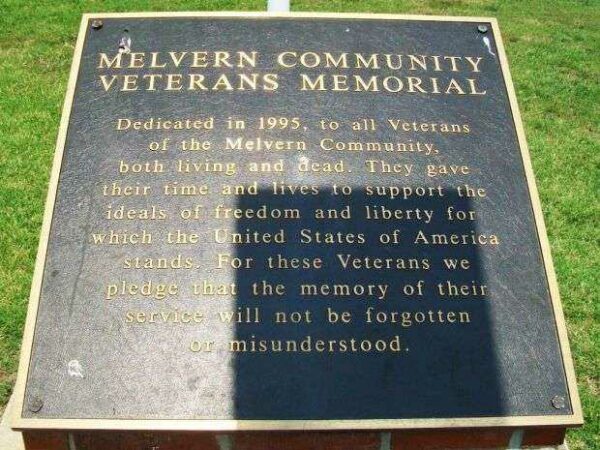 MELVERN COMMUNITY
VETERANS MEMORIAL
Dedicated in 1995, to all Veterans
of the Melvern Community,
both living and dead. They gave
their time and lives to support the
ideals of freedom and liberty for
which the United States of America
stands. For these Veterans we
pledge that the memory of their
service will not be forgotten
or misunderstood.